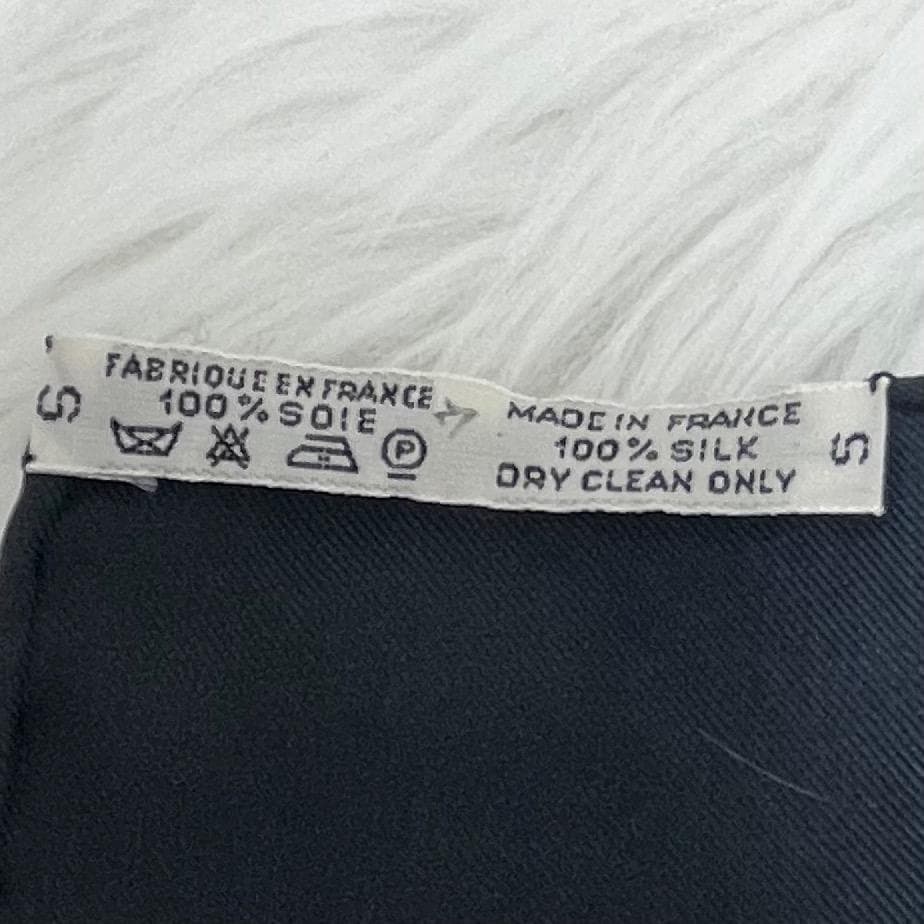 S
FABRIQUE EN FRANCE
100% SOIE
P
MADE IN FRANCE
100% SILK
DRY CLEAN ONLY
S